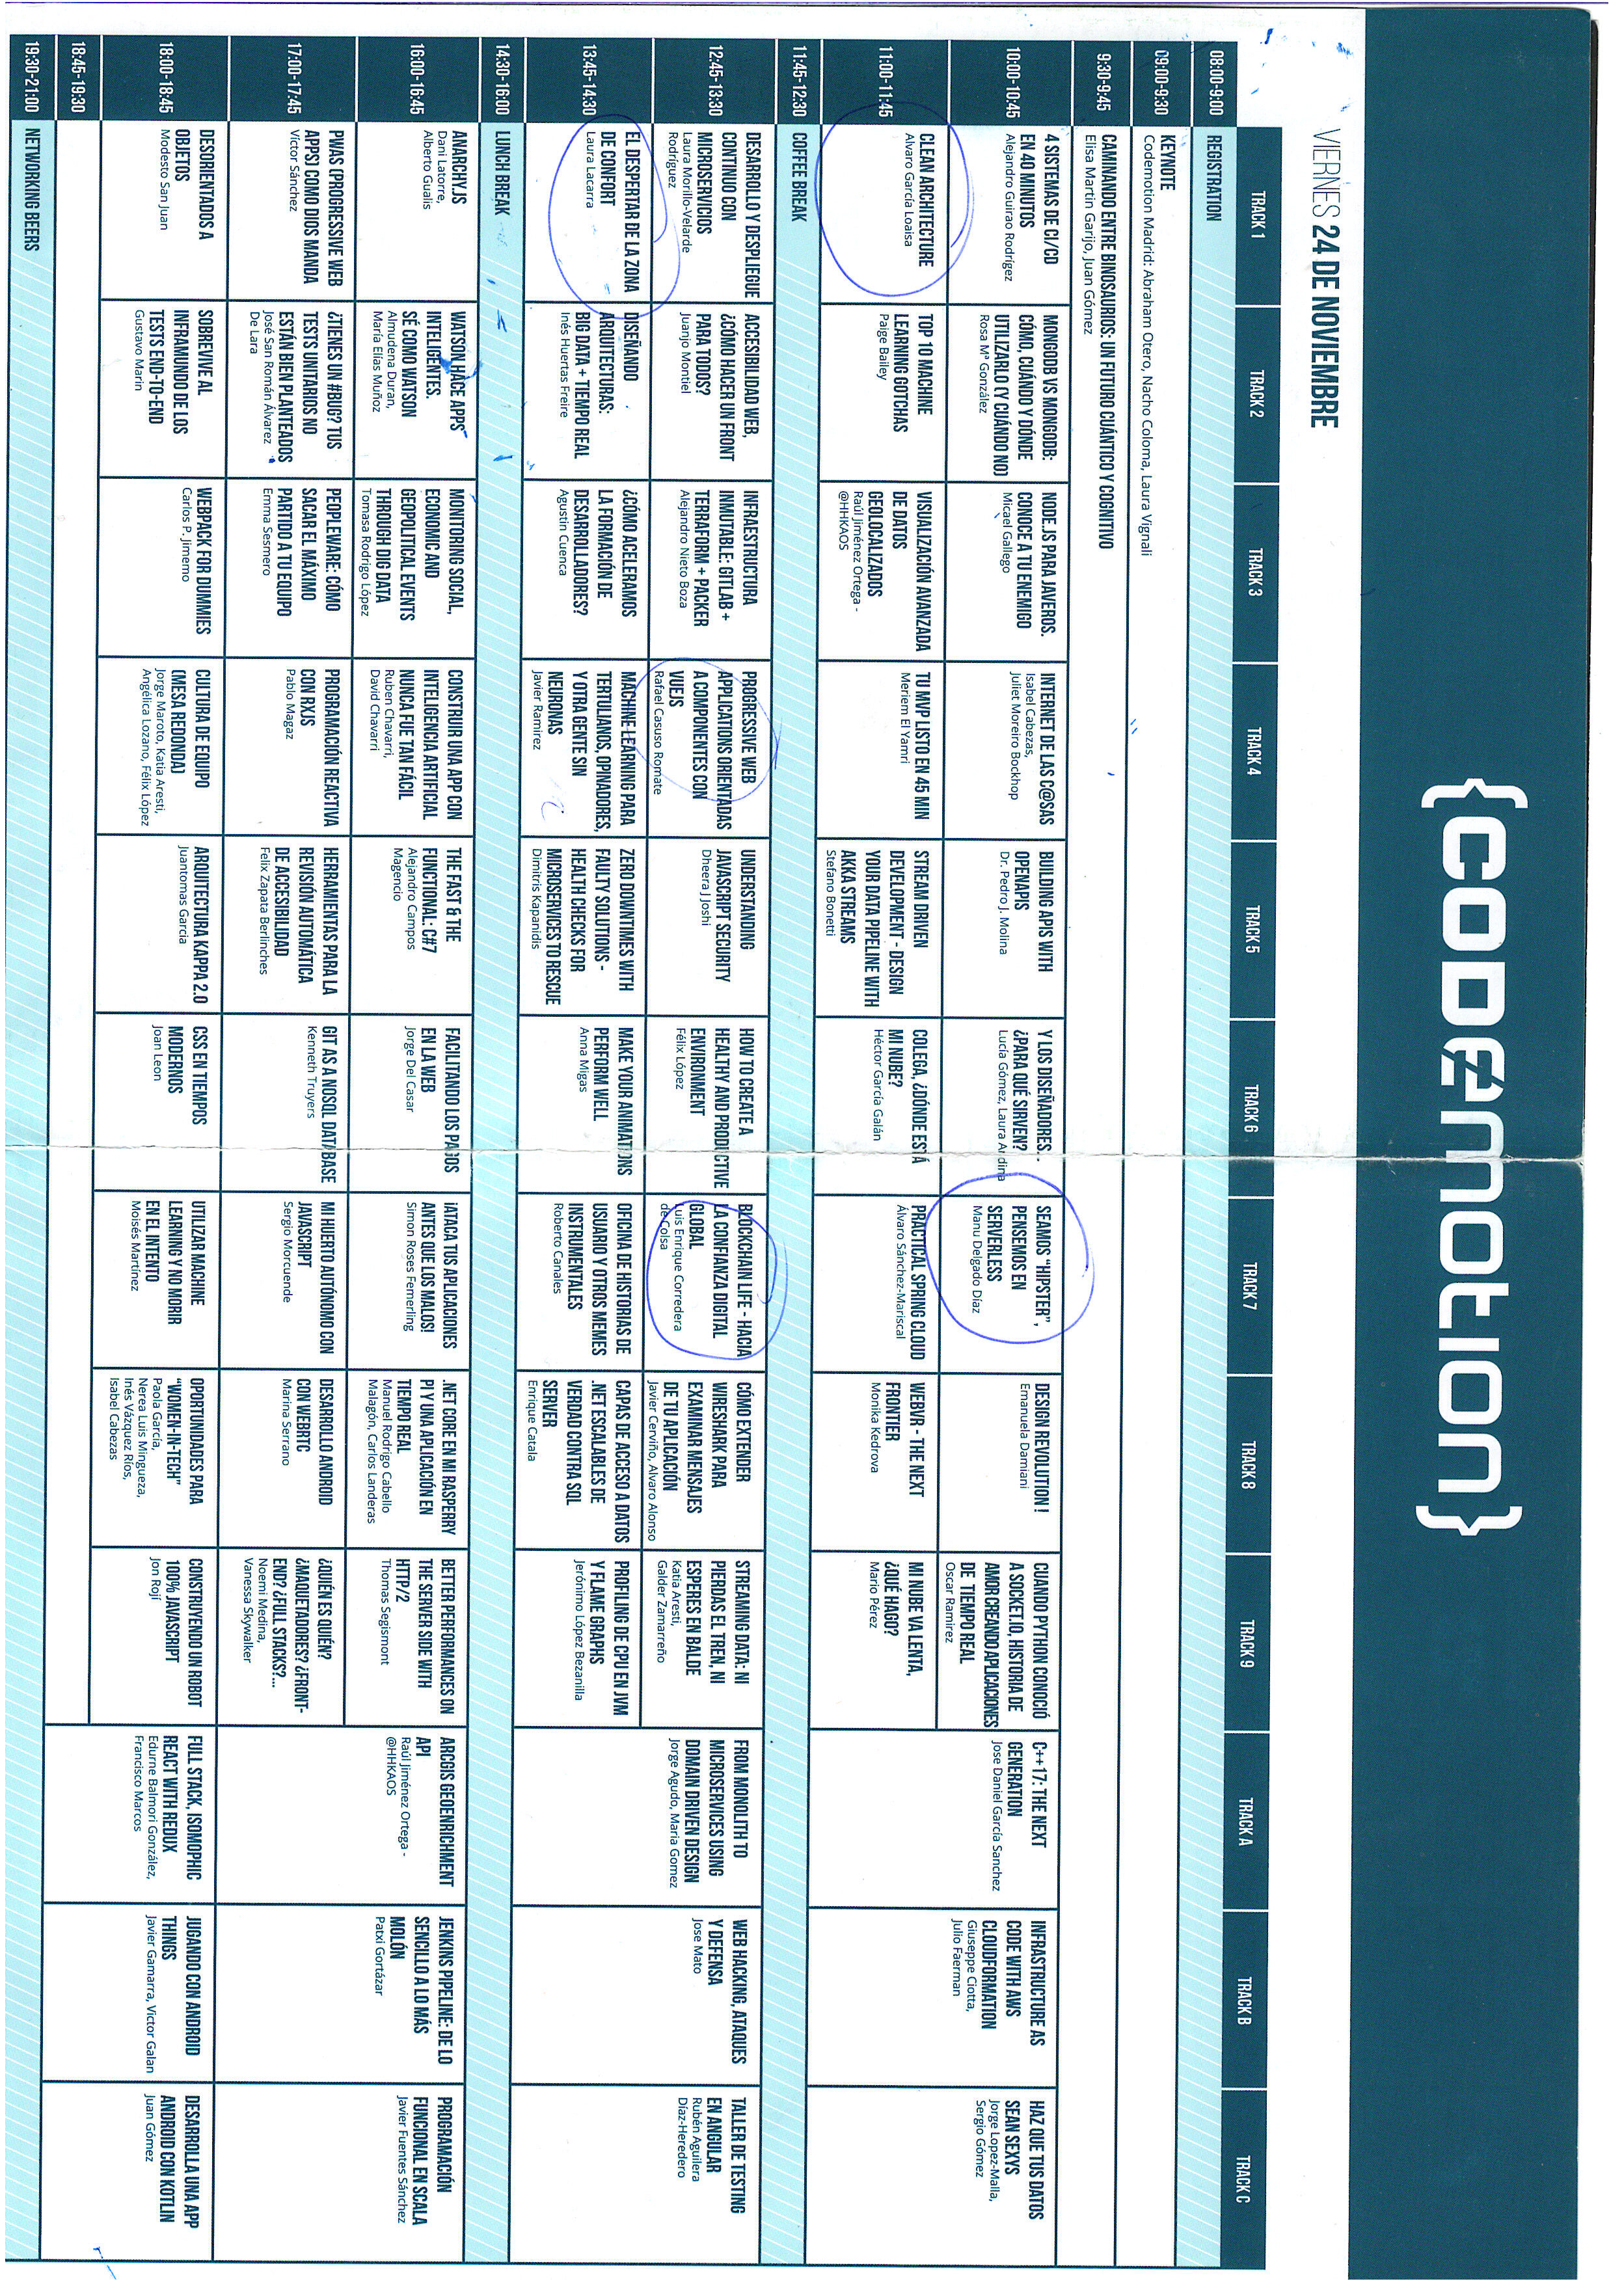 {CODEMOTION}
VIERNES 24 DE NOVIEMBRE
TRACK 1
TRACK 2
TRACK 3
TRACK 4
TRACK 5
TRACK 6
TRACK 7
TRACK 8
TRACK 9
TRACK A
TRACK B
TRACK C
08:00-9:00
REGISTRATION
09:00-9:30
KEYNOTE
Codemotion Madrid: Abraham Otero, Nacho Coloma, Laura Vignali
9:30-9:45
CAMINANDO ENTRE BINOSAURIOS: UN FUTURO CUÁNTICO Y COGNITIVO
Elisa Martin Garijo, Juan Gómez
10:00-10:45
4 SISTEMAS DE CI/CD
EN 40 MINUTOS
Alejandro Guirao Rodrígez
MONGODB VS MONGODB:
CÓMO, CUÁNDO Y DÓNDE
UTILIZARLO (Y CUÁNDO NO)
Rosa Mª González
NODE.JS PARA JAVEROS.
CONOCE A TU ENEMIGO
Micael Gallego
INTERNET DE LAS C@SAS
Isabel Cabezas,
Juliet Moreiro Bockhop
BUILDING APIS WITH
OPENAPIS
Dr. Pedro J. Molina
Y LOS DISEÑADORES...
¿PARA QUÉ SIRVEN?
Lucía Gómez, Laura Andina
SEAMOS “HIPSTER”,
PENSEMOS EN
SERVERLESS
Manu Delgado Díaz
DESIGN REVOLUTION !
Emanuela Damiani
CUANDO PYTHON CONOCIÓ
A SOCKET.IO, HISTORIA DE
AMOR CREANDO APLICACIONES
DE TIEMPO REAL
Oscar Ramirez
C++17: THE NEXT
GENERATION
Jose Daniel García Sanchez
INFRASTRUCTURE AS
CODE WITH AWS
CLOUDFORMATION
Giuseppe Ciotta,
Julio Faerman
HAZ QUE TUS DATOS
SEAN SEXYS
Jorge Lopez-Malla,
Sergio Gómez
11:00-11:45
CLEAN ARCHITECTURE
Alvaro García Loaisa
TOP 10 MACHINE
LEARNING GOTCHAS
Paige Bailey
VISUALIZACIÓN AVANZADA
DE DATOS
GEOLOCALIZADOS
Raúl Jiménez Ortega -
@HHKAOS
TU MVP LISTO EN 45 MIN
Meriem El Yamri
STREAM DRIVEN
DEVELOPMENT - DESIGN
YOUR DATA PIPELINE WITH
AKKA STREAMS
Stefano Bonetti
COLEGA, ¿DÓNDE ESTÁ
MI NUBE?
Héctor García Galán
PRACTICAL SPRING CLOUD
Álvaro Sánchez-Mariscal
WEBVR - THE NEXT
FRONTIER
Monika Kedrova
MI NUBE VA LENTA,
¿QUÉ HAGO?
Mario Pérez
11:45-12:30
COFFEE BREAK
12:45-13:30
DESARROLLO Y DESPLIEGUE
CONTINUO CON
MICROSERVICIOS
Laura Morillo-Velarde
Rodríguez
ACCESIBILIDAD WEB,
¿CÓMO HACER UN FRONT
PARA TODOS?
Juanjo Montiel
INFRAESTRUCTURA
INMUTABLE: GITLAB +
TERRAFORM + PACKER
Alejandro Nieto Boza
PROGRESSIVE WEB
APPLICATIONS ORIENTADAS
A COMPONENTES CON
VUEJS
Rafael Casuso Romate
UNDERSTANDING
JAVASCRIPT SECURITY
Dheera J Joshi
HOW TO CREATE A
HEALTHY AND PRODUCTIVE
ENVIRONMENT
Félix López
BLOCKCHAIN LIFE - HACIA
LA CONFIANZA DIGITAL
GLOBAL
Luis Enrique Corredera
de Colsa
CÓMO EXTENDER
WIRESHARK PARA
EXAMINAR MENSAJES
DE TU APLICACIÓN
Javier Cerviño, Alvaro Alonso
STREAMING DATA: NI
PIERDAS EL TREN, NI
ESPERES EN BALDE
Katia Aresti,
Galder Zamarreño
FROM MONOLITH TO
MICROSERVICES USING
DOMAIN DRIVEN DESIGN
Jorge Agudo, Maria Gomez
WEB HACKING, ATAQUES
Y DEFENSA
Jose Mato
TALLER DE TESTING
EN ANGULAR
Rubén Aguilera
Díaz-Heredero
13:45-14:30
EL DESPERTAR DE LA ZONA
DE CONFORT
Laura Lacarra
DISEÑANDO
ARQUITECTURAS:
BIG DATA + TIEMPO REAL
Inés Huertas Freire
¿CÓMO ACELERAMOS
LA FORMACIÓN DE
DESARROLLADORES?
Agustin Cuenca
MACHINE LEARNING PARA
TERTULIANOS, OPINADORES,
Y OTRA GENTE SIN
NEURONAS
Javier Ramirez
ZERO DOWNTIMES WITH
FAULTY SOLUTIONS -
HEALTH CHECKS FOR
MICROSERVICES TO RESCUE
Dimitris Kapanidis
MAKE YOUR ANIMATIONS
PERFORM WELL
Anna Migas
OFICINA DE HISTORIAS DE
USUARIO Y OTROS MEMES
INSTRUMENTALES
Roberto Canales
CAPAS DE ACCESO A DATOS
.NET ESCALABLES DE
VERDAD CONTRA SQL
SERVER
Enrique Catala
PROFILING DE CPU EN JVM
Y FLAME GRAPHS
Jerónimo López Bezanilla
14:30-16:00
LUNCH BREAK
16:00-16:45
ANARCHY.JS
Dani Latorre,
Alberto Gualis
WATSON HACE APPS
INTELIGENTES.
SÉ COMO WATSON
Almudena Duran,
María Elías Muñoz
MONITORING SOCIAL,
ECONOMIC AND
GEOPOLITICAL EVENTS
THROUGH DIG DATA
Tomasa Rodrigo López
CONSTRUIR UNA APP CON
INTELIGENCIA ARTIFICIAL
NUNCA FUE TAN FÁCIL
Ruben Chavarri,
David Chavarri
THE FAST & THE
FUNCTIONAL: C#7
Alejandro Campos
Magencio
FACILITANDO LOS PAGOS
EN LA WEB
Jorge Del Casar
¡ATACA TUS APLICACIONES
ANTES QUE LOS MALOS!
Simon Roses Femerling
.NET CORE EN MI RASPERRY
PI Y UNA APLICACIÓN EN
TIEMPO REAL
Manuel Rodrigo Cabello
Malagón, Carlos Landeras
BETTER PERFORMANCES ON
THE SERVER SIDE WITH
HTTP/2
Thomas Segismont
ARCGIS GEOENRICHMENT
API
Raúl Jiménez Ortega -
@HHKAOS
JENKINS PIPELINE: DE LO
SENCILLO A LO MÁS
MOLÓN
Patxi Gortázar
PROGRAMACIÓN
FUNCIONAL EN SCALA
Javier Fuentes Sánchez
17:00-17:45
PWAS (PROGRESSIVE WEB
APPS) COMO DIOS MANDA
Víctor Sánchez
¿TIENES UN #BUG? TUS
TESTS UNITARIOS NO
ESTÁN BIEN PLANTEADOS
José San Román Álvarez
De Lara
PEOPLEWARE: CÓMO
SACAR EL MÁXIMO
PARTIDO A TU EQUIPO
Emma Sesmero
PROGRAMACIÓN REACTIVA
CON RXJS
Pablo Magaz
HERRAMIENTAS PARA LA
REVISIÓN AUTOMÁTICA
DE ACCESIBILIDAD
Felix Zapata Berlinches
GIT AS A NOSQL DATABASE
Kenneth Truyers
MI HUERTO AUTÓNOMO CON
JAVASCRIPT
Sergio Morcuende
DESARROLLO ANDROID
CON WEBRTC
Marina Serrano
¿QUIÉN ES QUIÉN?
¿MAQUETADORES? ¿FRONT-
END? ¿FULL STACKS?...
Noemi Medina,
Vanessa Skywalker
18:00-18:45
DESORIENTADOS A
OBJETOS
Modesto San Juan
SOBREVIVE AL
INFRAMUNDO DE LOS
TESTS END-TO-END
Gustavo Marin
WEBPACK FOR DUMMIES
Carlos P. Jimemo
CULTURA DE EQUIPO
(MESA REDONDA)
Jorge Maroto, Katia Aresti,
Angélica Lozano, Félix López
ARQUITECTURA KAPPA 2.0
Juantomas Garcia
CSS EN TIEMPOS
MODERNOS
Joan Leon
UTILIZAR MACHINE
LEARNING Y NO MORIR
EN EL INTENTO
Moisés Martínez
OPORTUNIDADES PARA
“WOMEN-IN-TECH”
Paola García,
Nerea Luis Mingueza,
Inés Vázquez Ríos,
Isabel Cabezas
CONSTRUYENDO UN ROBOT
100% JAVASCRIPT
Jon Rojí
FULL STACK, ISOMOPHIC
REACT WITH REDUX
Edurne Balmori González,
Francisco Marcos
JUGANDO CON ANDROID
THINGS
Javier Gamarra, Victor Galan
DESARROLLA UNA APP
ANDROID CON KOTLIN
Juan Gómez
18:45-19:30
19:30-21:00
NETWORKING BEERS